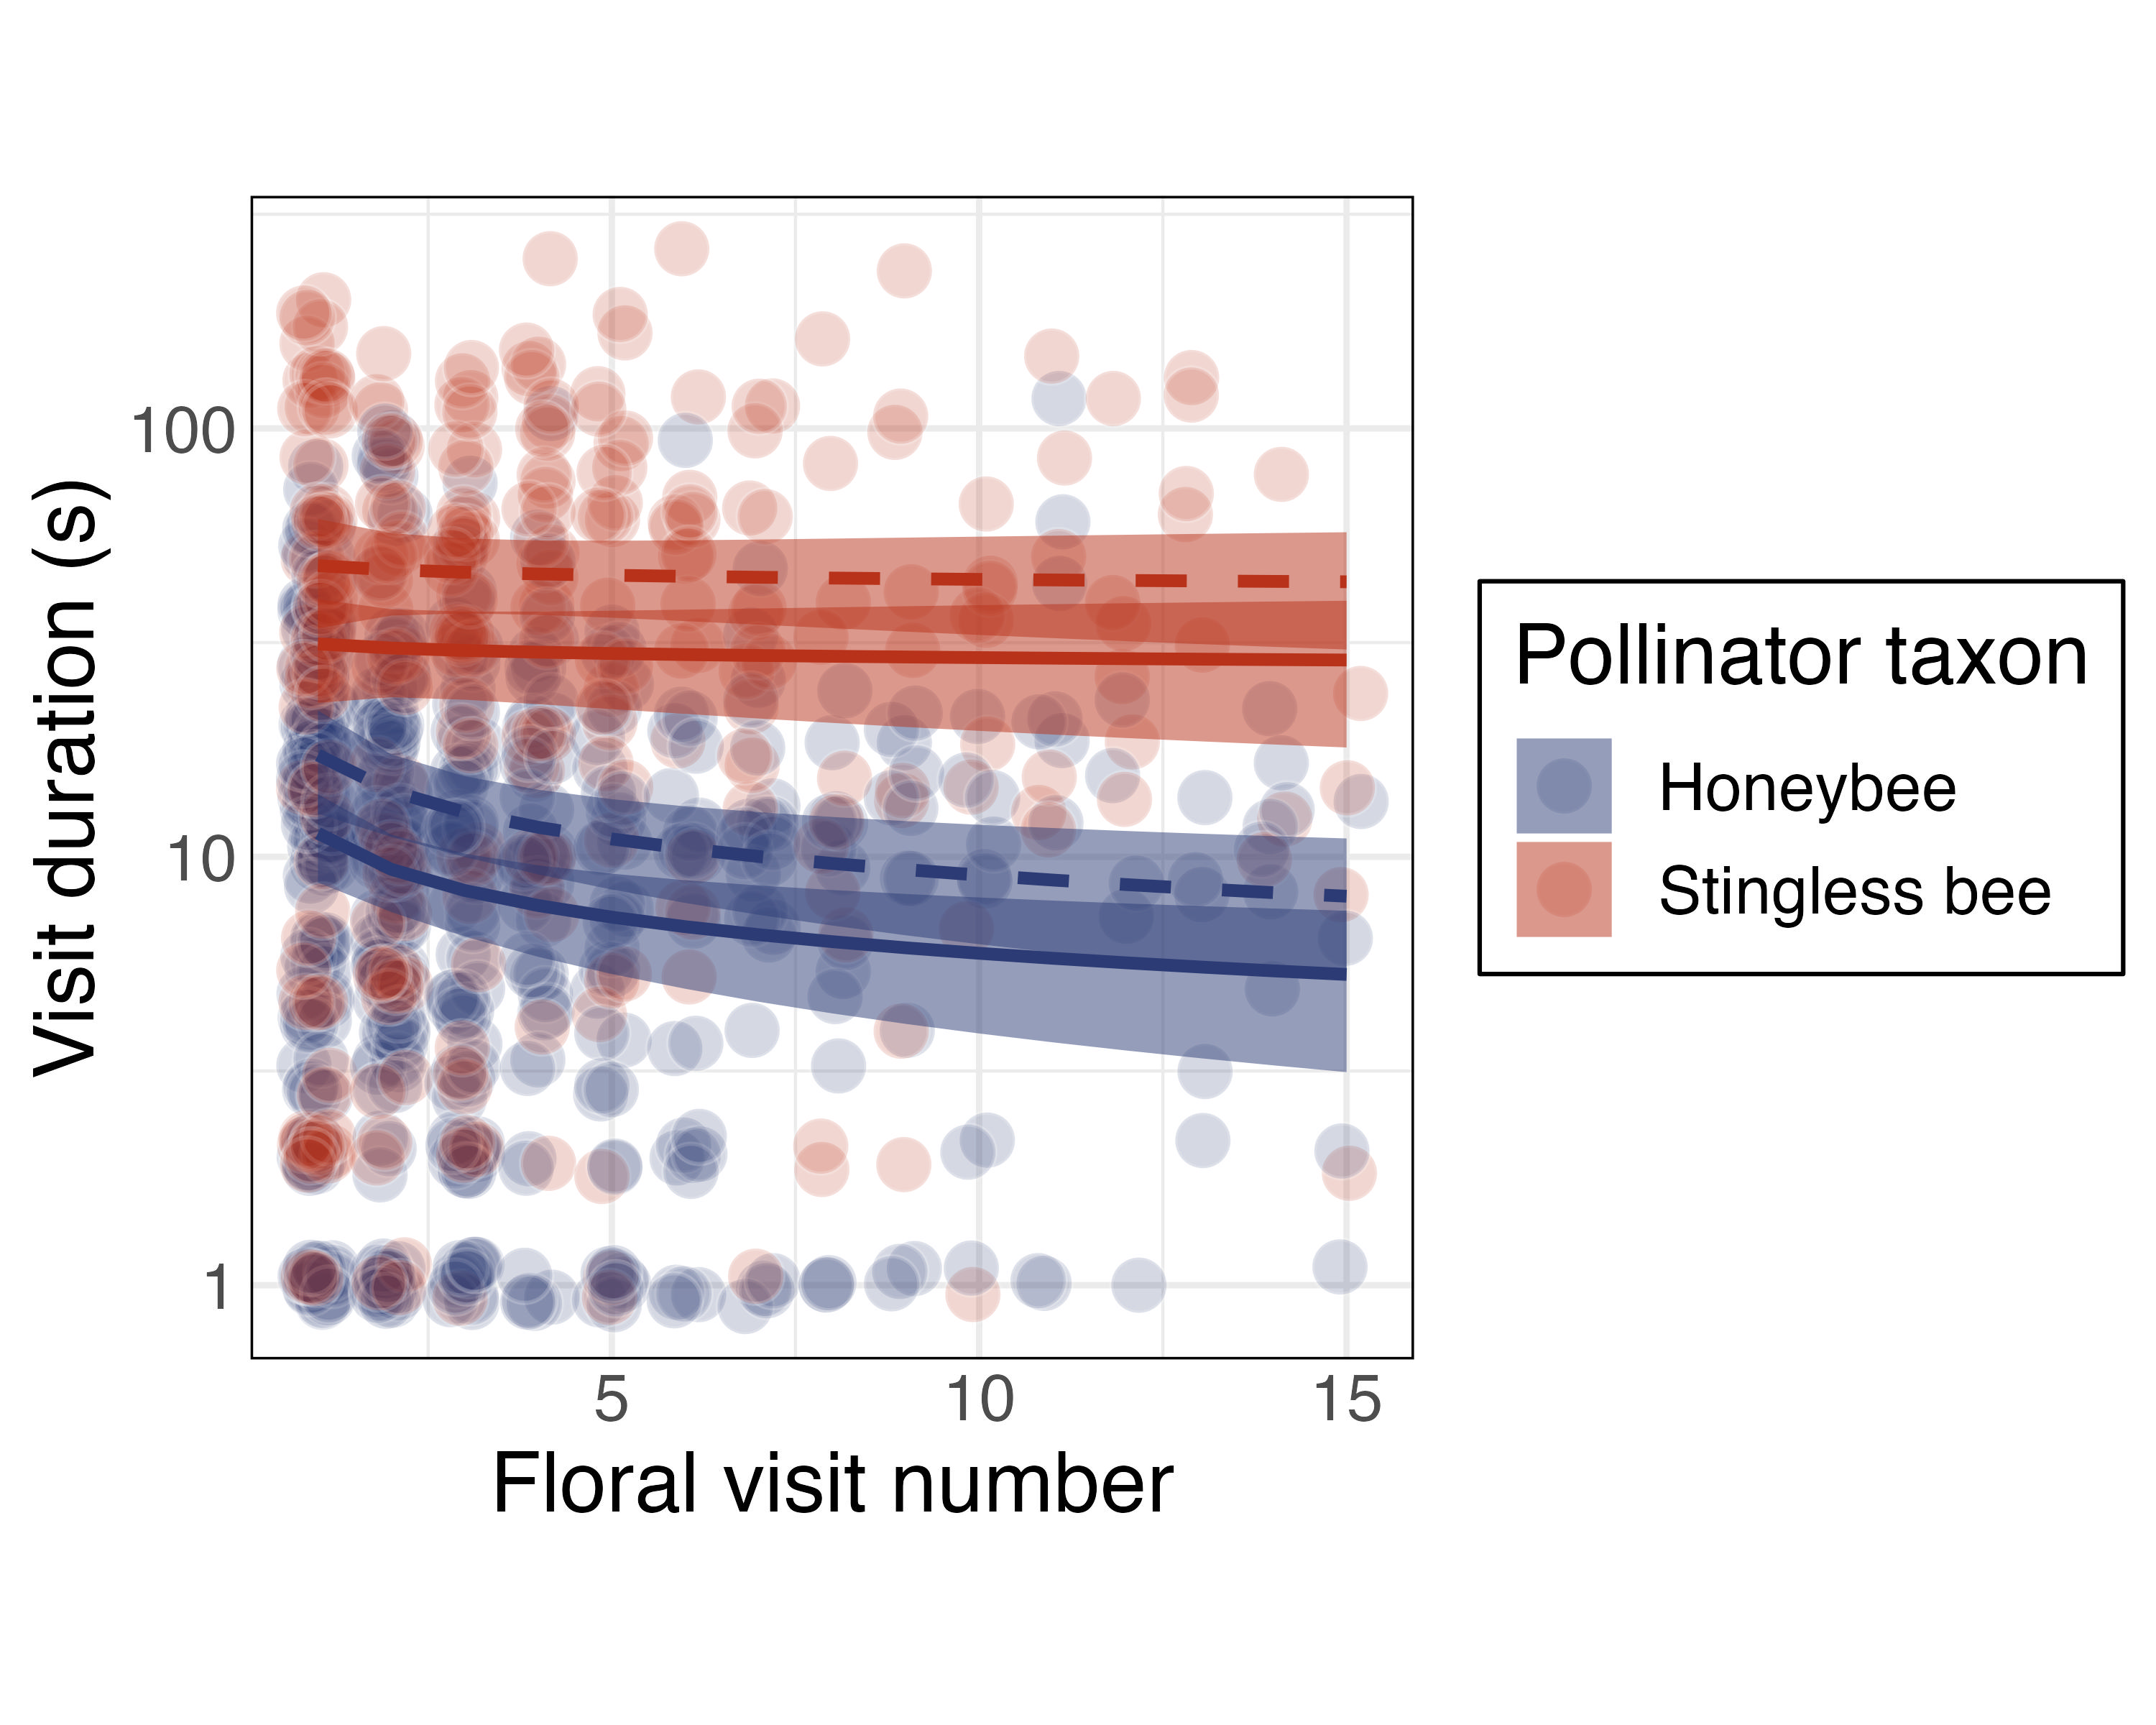 Visit duration (s)
100
10
1
5 10 15
Floral visit number
Pollinator taxon
Honeybee
Stingless bee